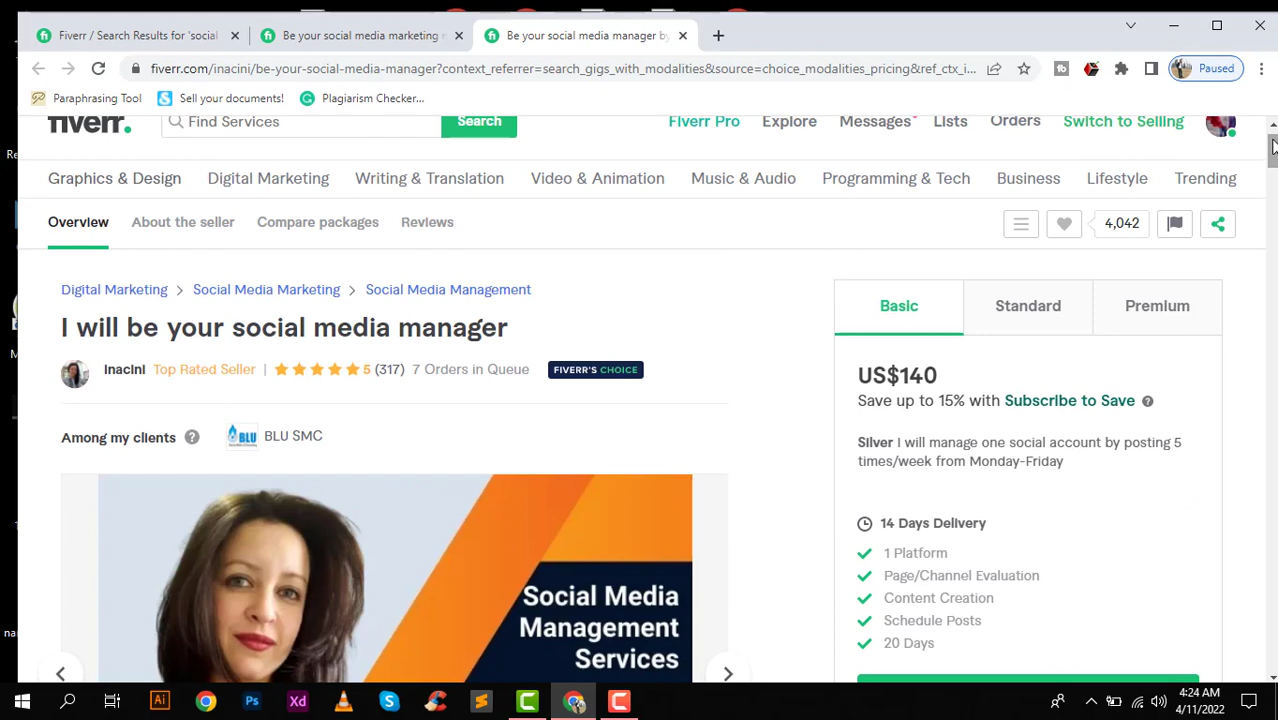 Fiverr / Search Results for 'social
Be your social media marketing
Be your social media manager by
fiverr.com/inacini/be-your-social-media-manager?context_referrer=search_gigs_with_modalities&source=choice_modalities_pricing&ref_ctx_i...
Paused
Paraphrasing Tool
Sell your documents!
Plagiarism Checker...
fiverr.
Find Services
Search
Fiverr Pro
Explore
Messages
Lists
Orders
Switch to Selling
Graphics & Design
Digital Marketing
Writing & Translation
Video & Animation
Music & Audio
Programming & Tech
Business
Lifestyle
Trending
Overview
About the seller
Compare packages
Reviews
4,042
Digital Marketing > Social Media Marketing > Social Media Management
I will be your social media manager
inacini Top Rated Seller | 5 (317) 7 Orders in Queue FIVERR'S CHOICE
Among my clients ? BLU SMC
Social Media
Management
Services
Basic
Standard
Premium
US$140
Save up to 15% with Subscribe to Save ?
Silver I will manage one social account by posting 5
times/week from Monday-Friday
14 Days Delivery
1 Platform
Page/Channel Evaluation
Content Creation
Schedule Posts
20 Days
Ai
Ps
Xd
4:24 AM
4/11/2022